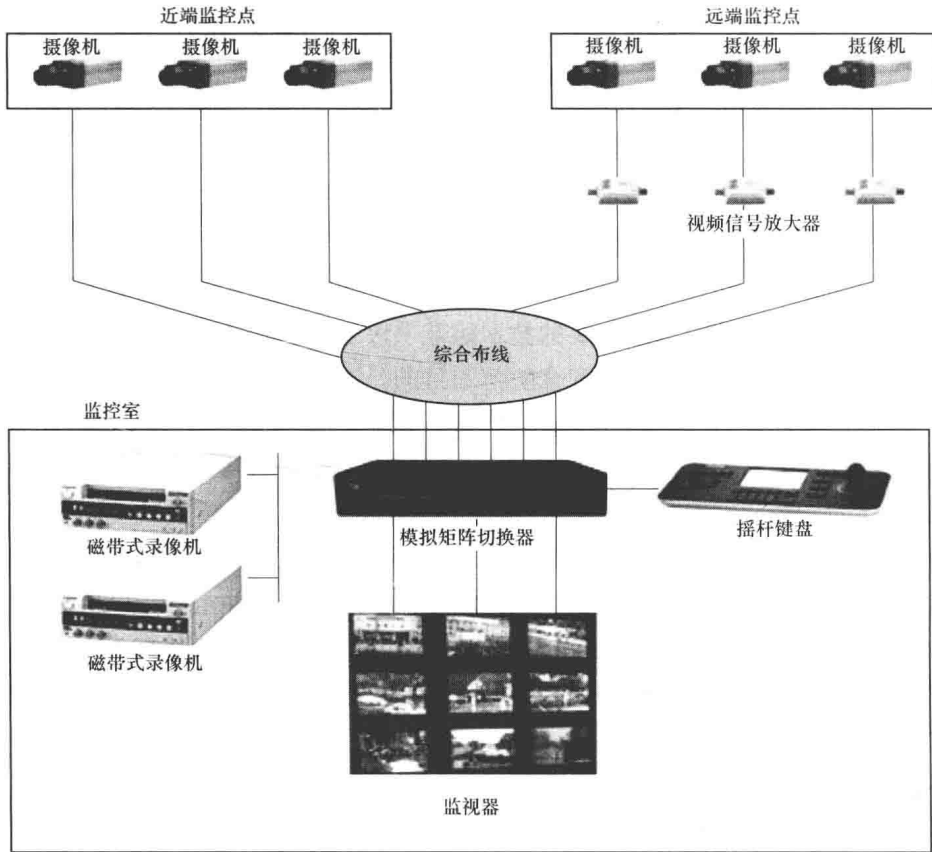 近端监控点
远端监控点
摄像机 摄像机 摄像机
摄像机 摄像机 摄像机
视频信号放大器
综合布线
监控室
磁带式录像机
模拟矩阵切换器
摇杆键盘
磁带式录像机
监视器